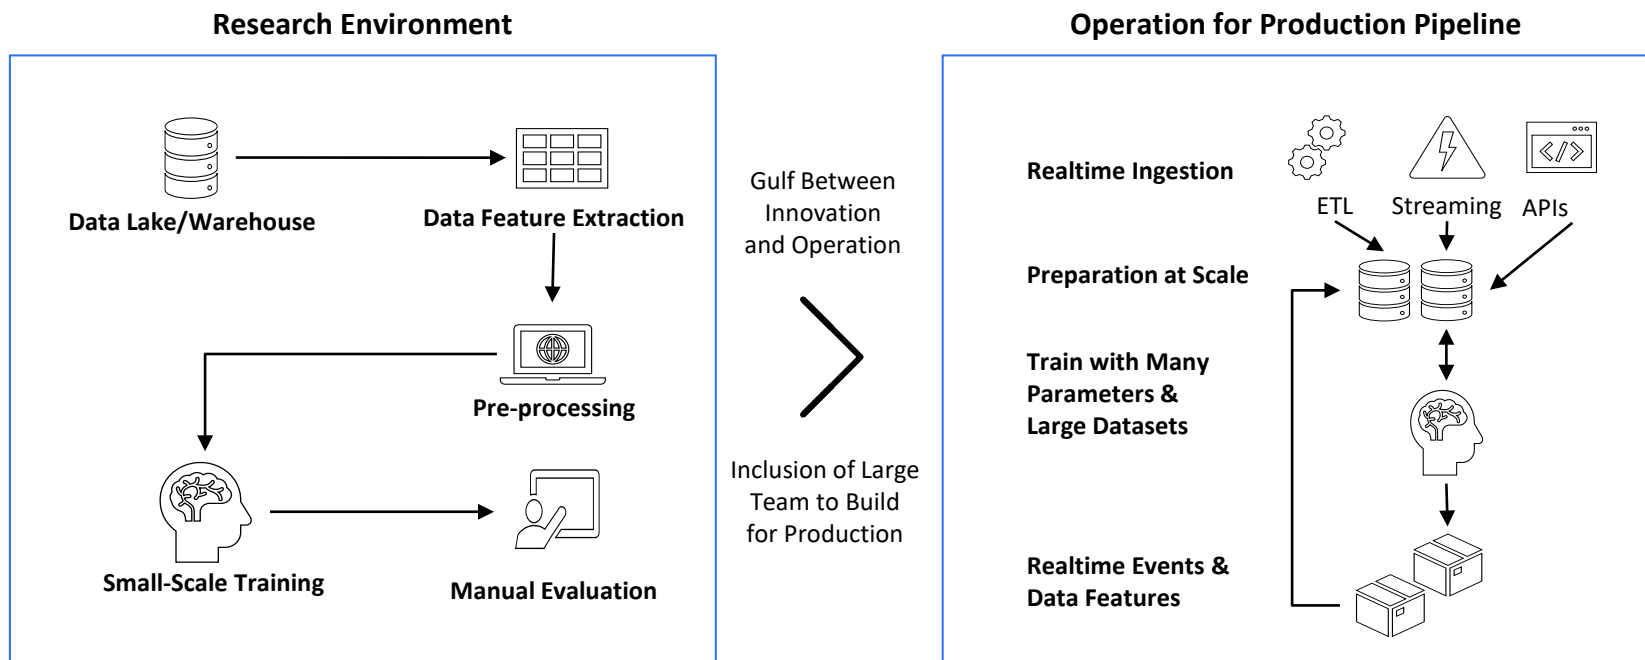 Research Environment
Data Lake/Warehouse
Data Feature Extraction
Pre-processing
Small-Scale Training
Manual Evaluation
Gulf Between
Innovation
and Operation
Inclusion of Large
Team to Build
for Production
Operation for Production Pipeline
Realtime Ingestion
ETL
Streaming
APIs
Preparation at Scale
Train with Many
Parameters &
Large Datasets
Realtime Events &
Data Features